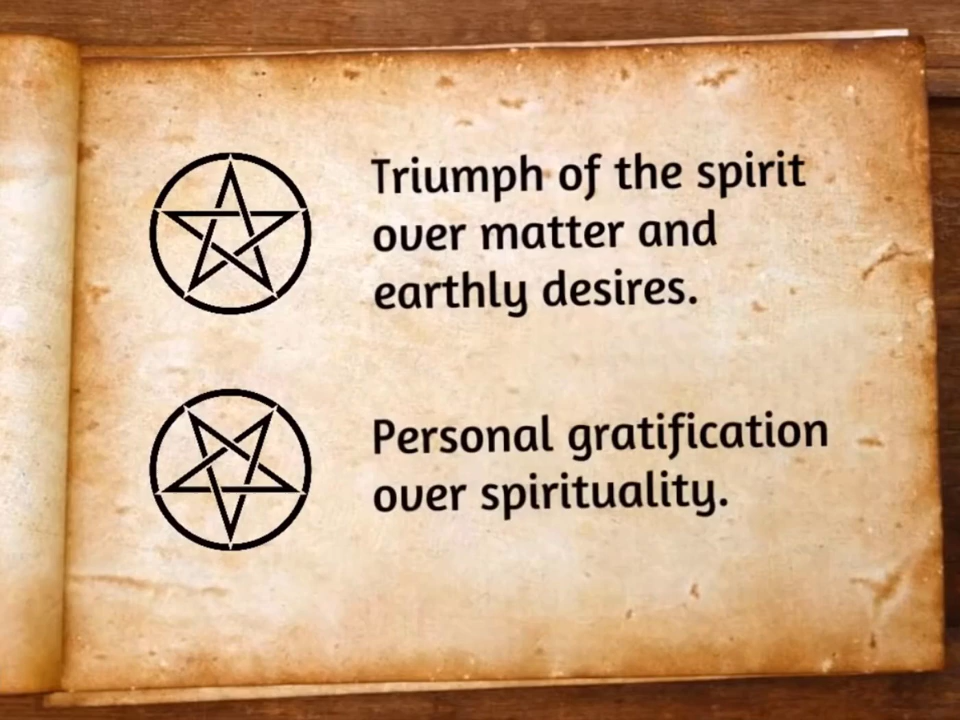 Triumph of the spirit
over matter and
earthly desires.
Personal gratification
over spirituality.